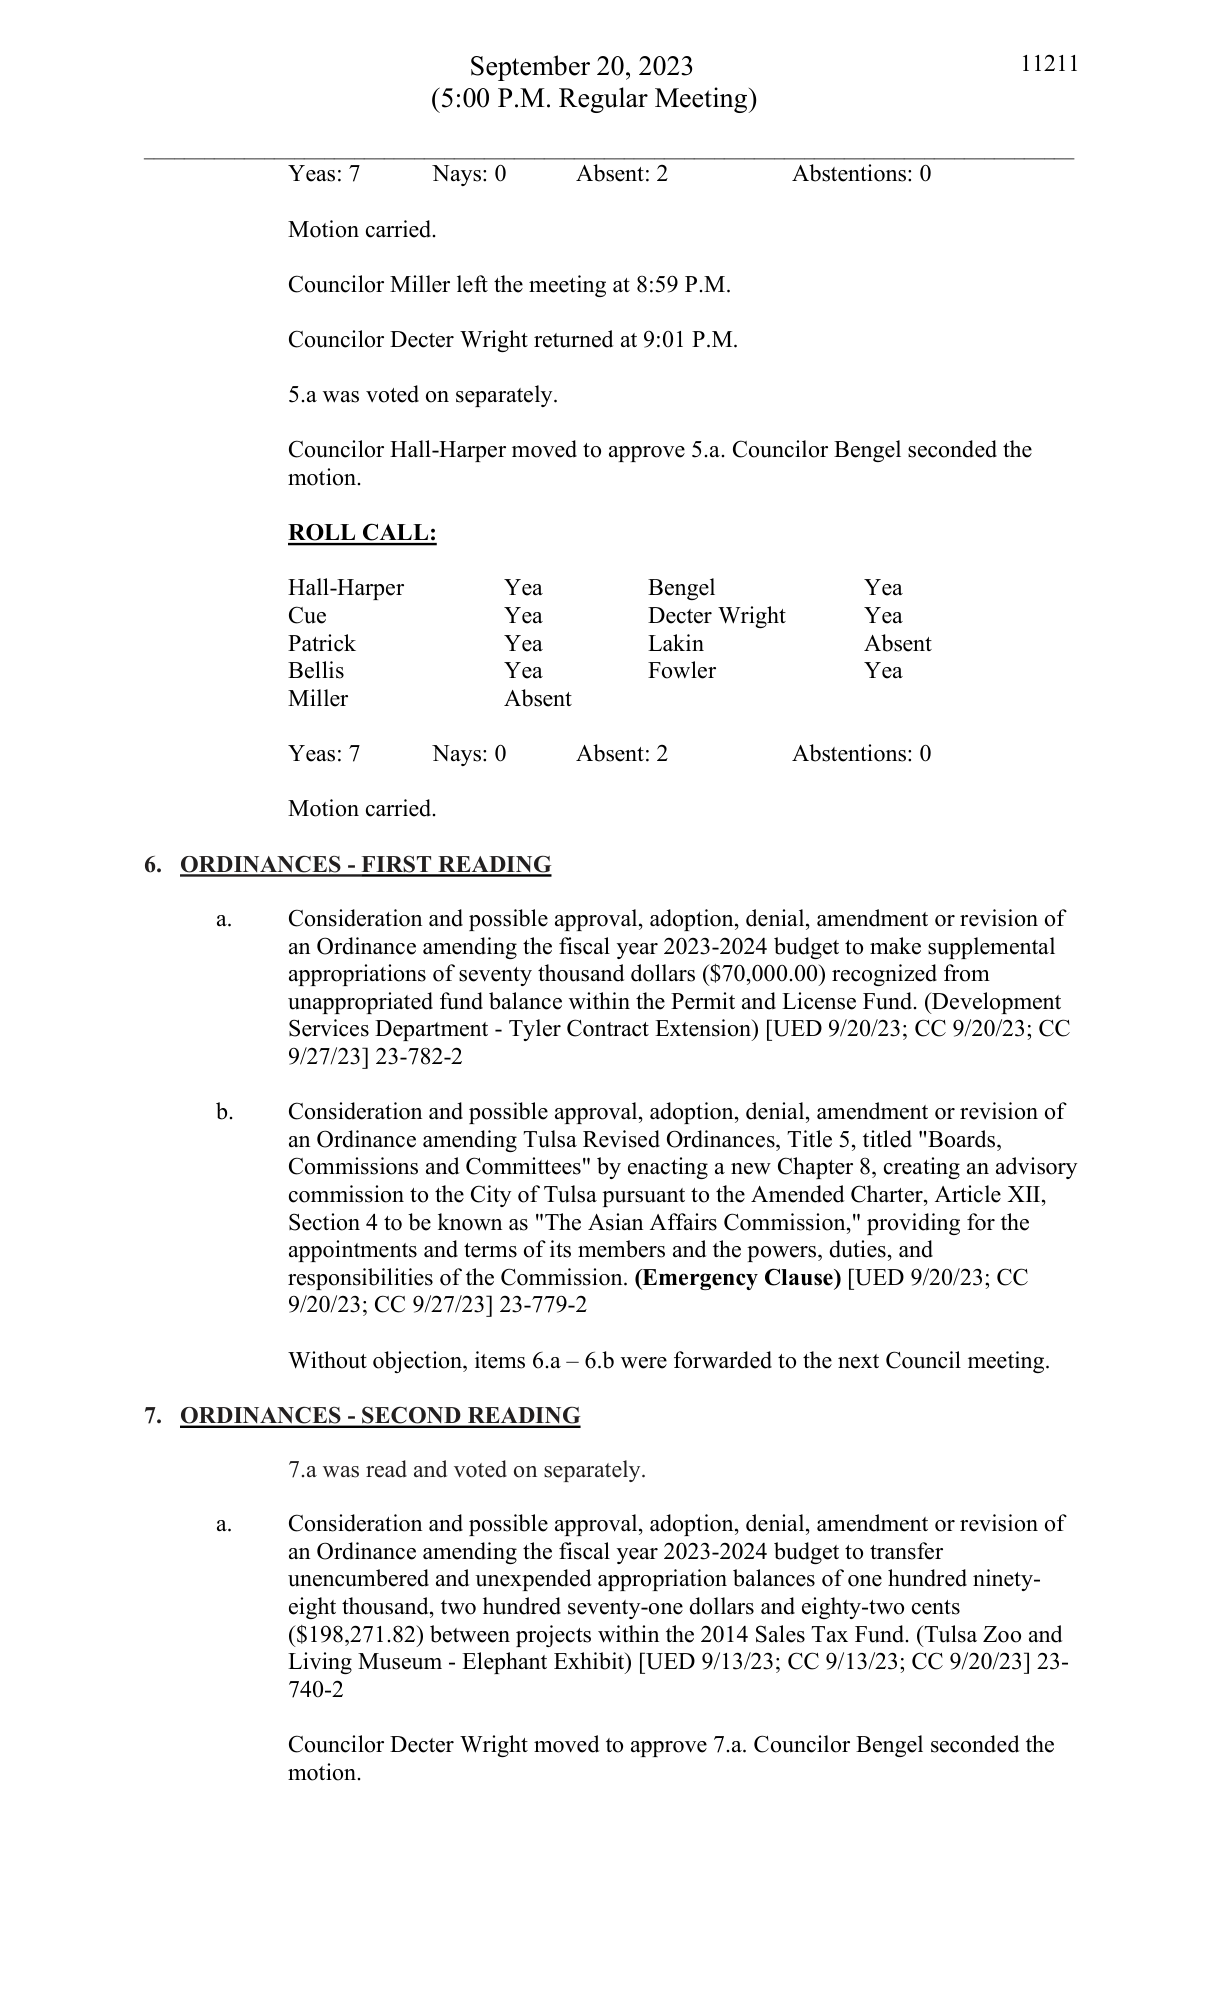 September 20, 2023
11211
(5:00 P.M. Regular Meeting)
Yeas: 7 Nays: 0 Absent: 2 Abstentions: 0
Motion carried.
Councilor Miller left the meeting at 8:59 P.M.
Councilor Decter Wright returned at 9:01 P.M.
5.a was voted on separately.
Councilor Hall-Harper moved to approve 5.a. Councilor Bengel seconded the
motion.
ROLL CALL:
Hall-Harper Yea Bengel Yea
Cue Yea Decter Wright Yea
Patrick Yea Lakin Absent
Bellis Yea Fowler Yea
Miller Absent
Yeas: 7 Nays: 0 Absent: 2 Abstentions: 0
Motion carried.
6. ORDINANCES - FIRST READING
a. Consideration and possible approval, adoption, denial, amendment or revision of
an Ordinance amending the fiscal year 2023-2024 budget to make supplemental
appropriations of seventy thousand dollars ($70,000.00) recognized from
unappropriated fund balance within the Permit and License Fund. (Development
Services Department - Tyler Contract Extension) [UED 9/20/23; CC 9/20/23; CC
9/27/23] 23-782-2
b. Consideration and possible approval, adoption, denial, amendment or revision of
an Ordinance amending Tulsa Revised Ordinances, Title 5, titled "Boards,
Commissions and Committees" by enacting a new Chapter 8, creating an advisory
commission to the City of Tulsa pursuant to the Amended Charter, Article XII,
Section 4 to be known as "The Asian Affairs Commission," providing for the
appointments and terms of its members and the powers, duties, and
responsibilities of the Commission. (Emergency Clause) [UED 9/20/23; CC
9/20/23; CC 9/27/23] 23-779-2
Without objection, items 6.a – 6.b were forwarded to the next Council meeting.
7. ORDINANCES - SECOND READING
7.a was read and voted on separately.
a. Consideration and possible approval, adoption, denial, amendment or revision of
an Ordinance amending the fiscal year 2023-2024 budget to transfer
unencumbered and unexpended appropriation balances of one hundred ninety-
eight thousand, two hundred seventy-one dollars and eighty-two cents
($198,271.82) between projects within the 2014 Sales Tax Fund. (Tulsa Zoo and
Living Museum - Elephant Exhibit) [UED 9/13/23; CC 9/13/23; CC 9/20/23] 23-
740-2
Councilor Decter Wright moved to approve 7.a. Councilor Bengel seconded the
motion.